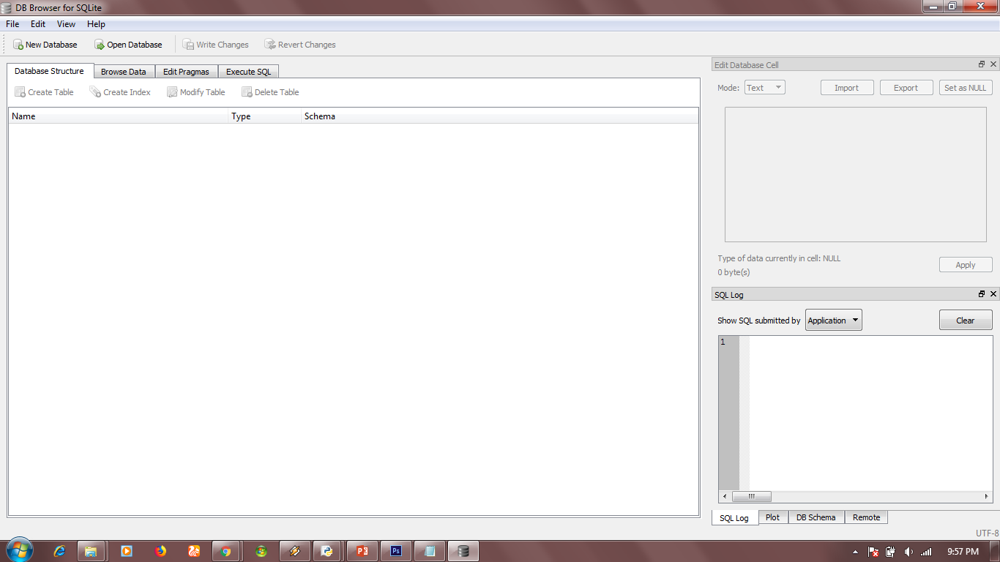 DB Browser for SQLite
File Edit View Help
New Database Open Database Write Changes Revert Changes
Database Structure Browse Data Edit Pragmas Execute SQL
Create Table Create Index Modify Table Delete Table
Name Type Schema
Edit Database Cell
Mode: Text Import Export Set as NULL
Type of data currently in cell: NULL
0 byte(s)
Apply
SQL Log
Show SQL submitted by Application Clear
1
SQL Log Plot DB Schema Remote
UTF-8
9:57 PM